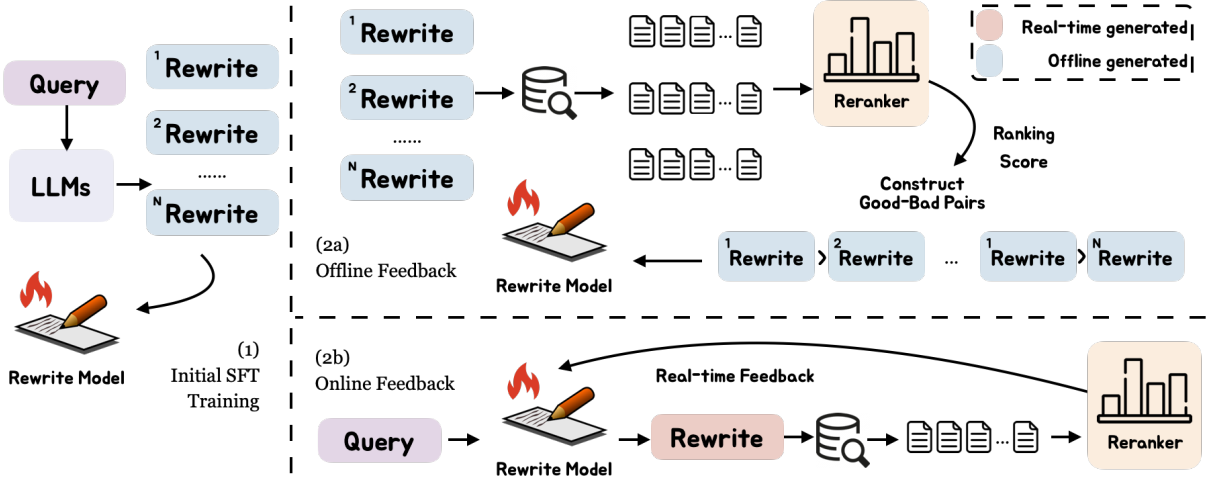 Query
LLMs
1 Rewrite
2 Rewrite
......
N Rewrite
Rewrite Model
(1)
Initial SFT
Training
1 Rewrite
2 Rewrite
......
N Rewrite
...
...
...
Reranker
Real-time generated
Offline generated
Ranking
Score
Construct
Good-Bad Pairs
(2a)
Offline Feedback
Rewrite Model
1 Rewrite > 2 Rewrite ... 1 Rewrite > N Rewrite
(2b)
Online Feedback
Real-time Feedback
Query
Rewrite Model
Rewrite
...
Reranker